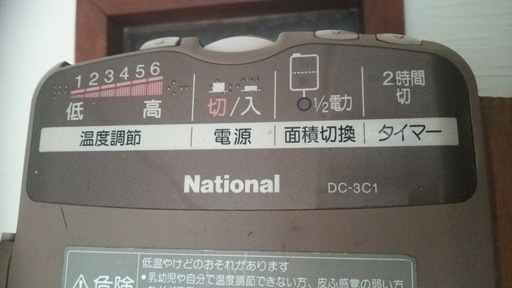 1 2 3 4 5 6
低 高
温度調節
切/入
電源
1/2電力
面積切換
2時間
切
タイマー
National
DC-3C1
危険
低温やけどのおそれがあります
•乳幼児や自分で温度調節できない方、皮ふ感覚の弱い方